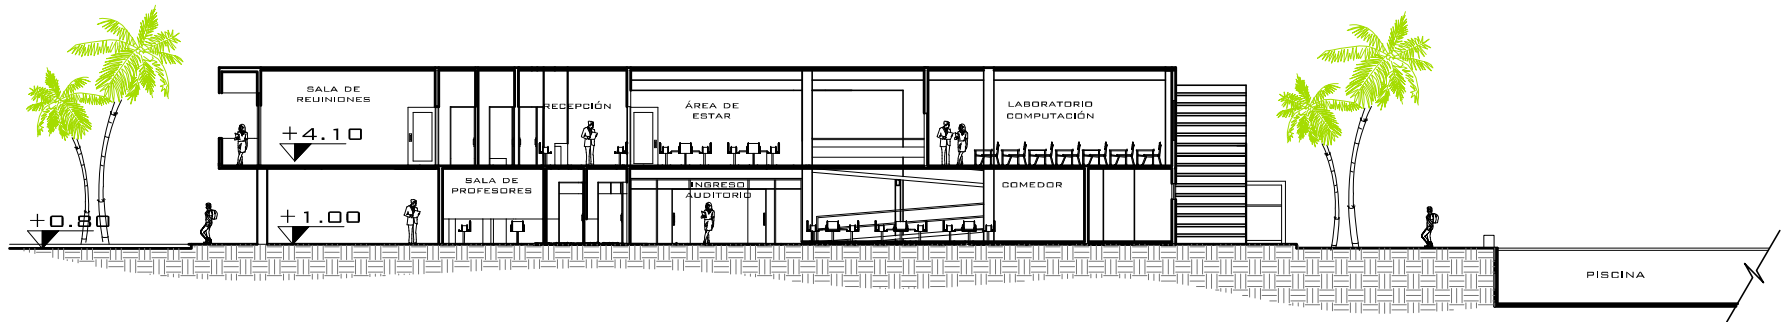 SALA DE
REUINIONES
RECEPCIÓN
ÁREA DE
ESTAR
LABORATORIO
COMPUTACIÓN
+4.10
SALA DE
PROFESORES
INGRESO
AUDITORIO
COMEDOR
+0.80
+1.00
PISCINA